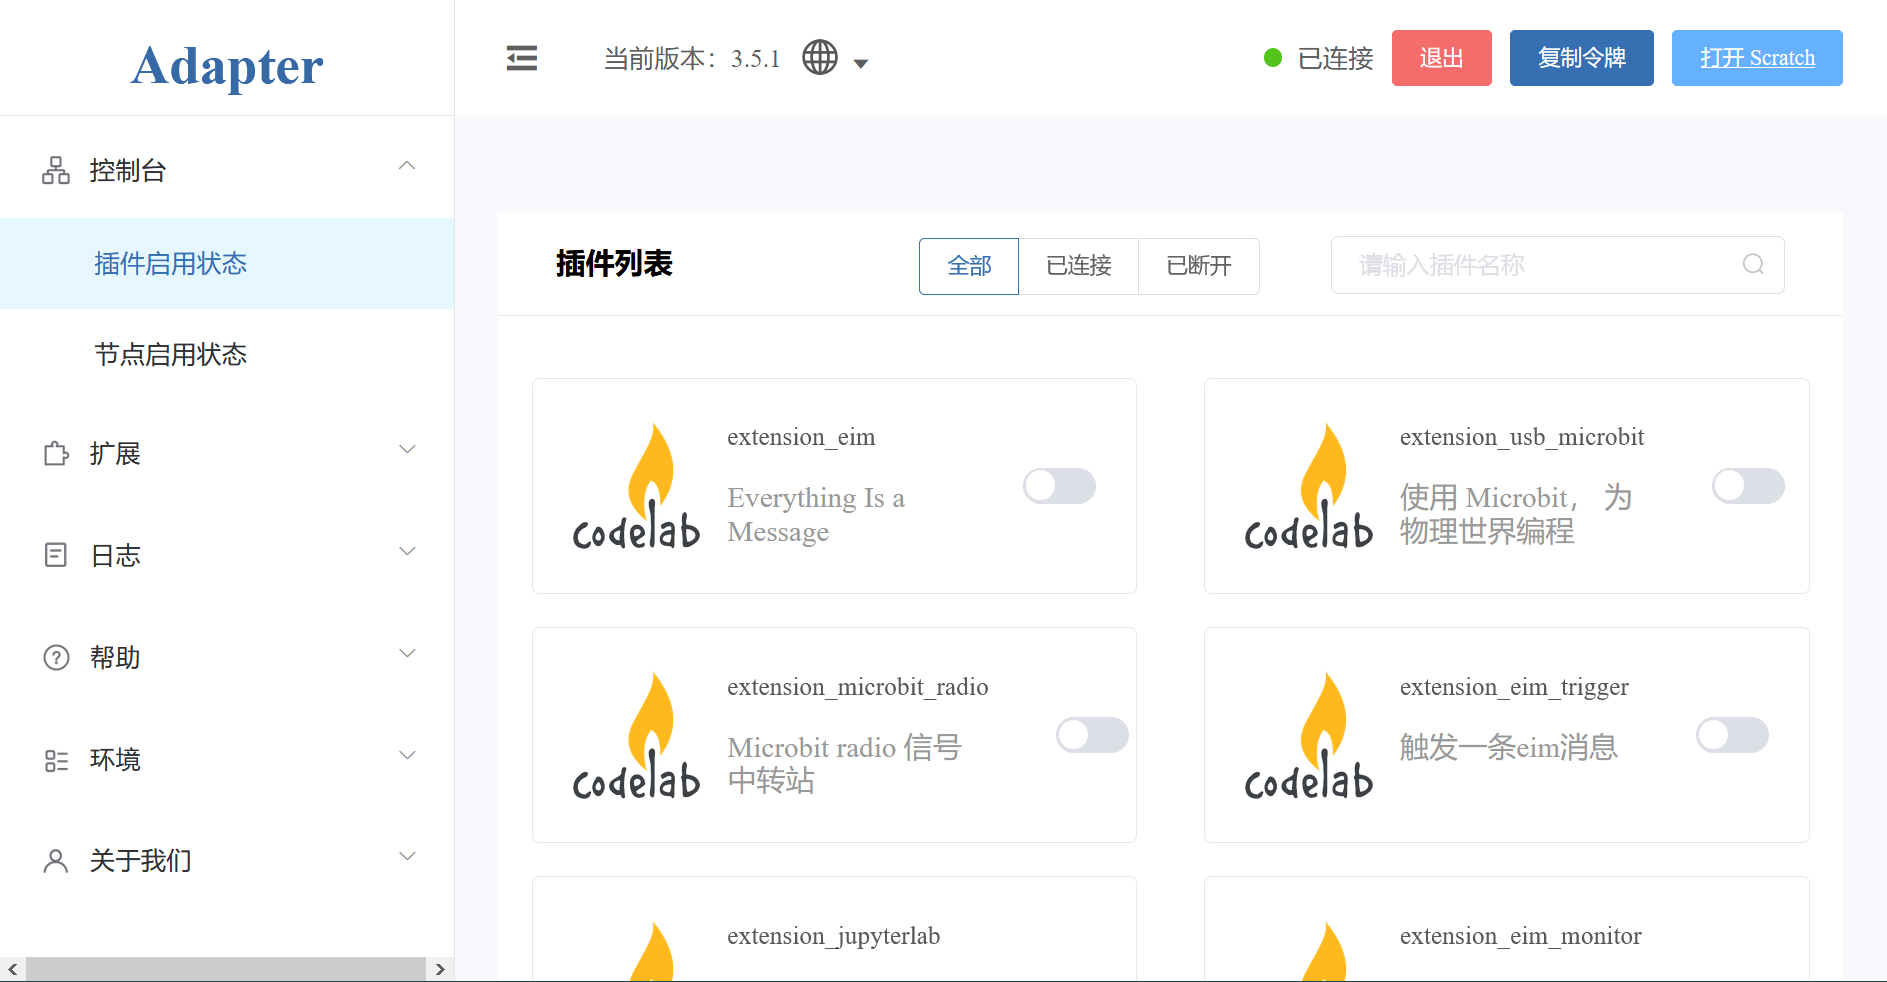 Adapter
当前版本：3.5.1
已连接
退出
复制令牌
打开 Scratch
控制台
插件启用状态
节点启用状态
扩展
日志
帮助
环境
关于我们
插件列表
全部
已连接
已断开
请输入插件名称
codelab
extension_eim
Everything Is a
Message
codelab
extension_usb_microbit
使用 Microbit， 为
物理世界编程
codelab
extension_microbit_radio
Microbit radio 信号
中转站
codelab
extension_eim_trigger
触发一条eim消息
extension_jupyterlab
extension_eim_monitor